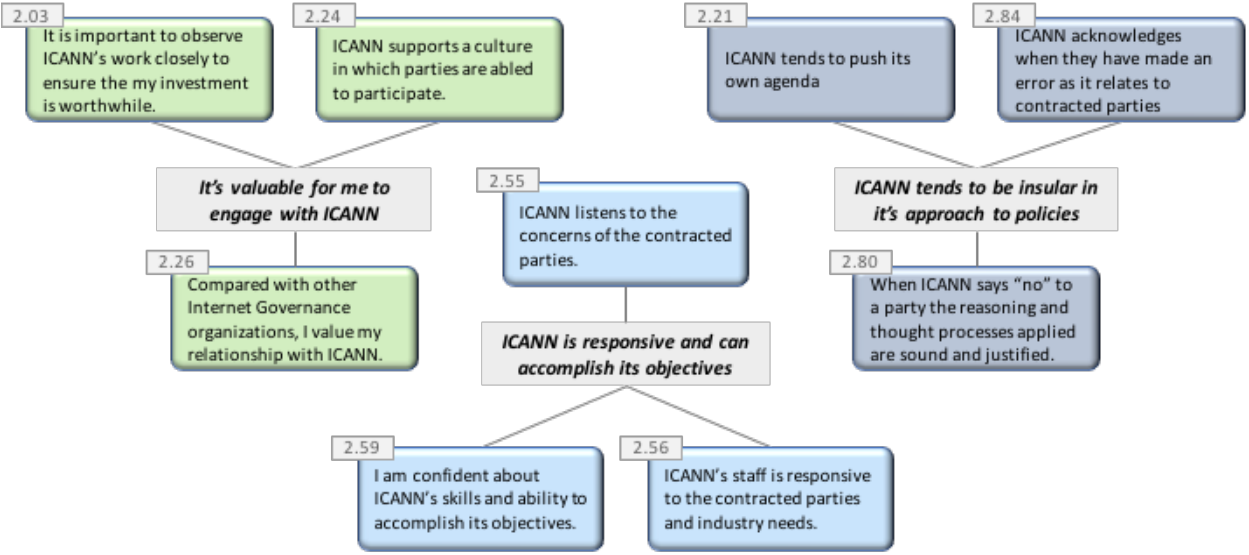 2.03
It is important to observe
ICANN's work closely to
ensure the my investment
is worthwhile.
2.24
ICANN supports a culture
in which parties are abled
to participate.
2.21
ICANN tends to push its
own agenda
2.84
ICANN acknowledges
when they have made an
error as it relates to
contracted parties
It's valuable for me to
engage with ICANN
2.55
ICANN listens to the
concerns of the contracted
parties.
ICANN tends to be insular in
it's approach to policies
2.26
Compared with other
Internet Governance
organizations, I value my
relationship with ICANN.
2.80
When ICANN says “no” to
a party the reasoning and
thought processes applied
are sound and justified.
ICANN is responsive and can
accomplish its objectives
2.59
I am confident about
ICANN's skills and ability to
accomplish its objectives.
2.56
ICANN's staff is responsive
to the contracted parties
and industry needs.